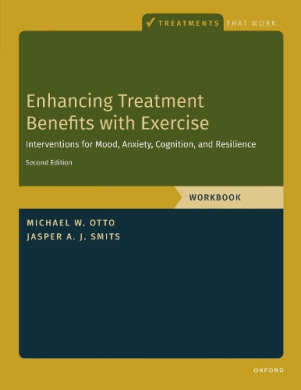 ✓ TREATMENTS THAT WORK
Enhancing Treatment
Benefits with Exercise
Interventions for Mood, Anxiety, Cognition, and Resilience
Second Edition
WORKBOOK
MICHAEL W. OTTO
JASPER A. J. SMITS
OXFORD